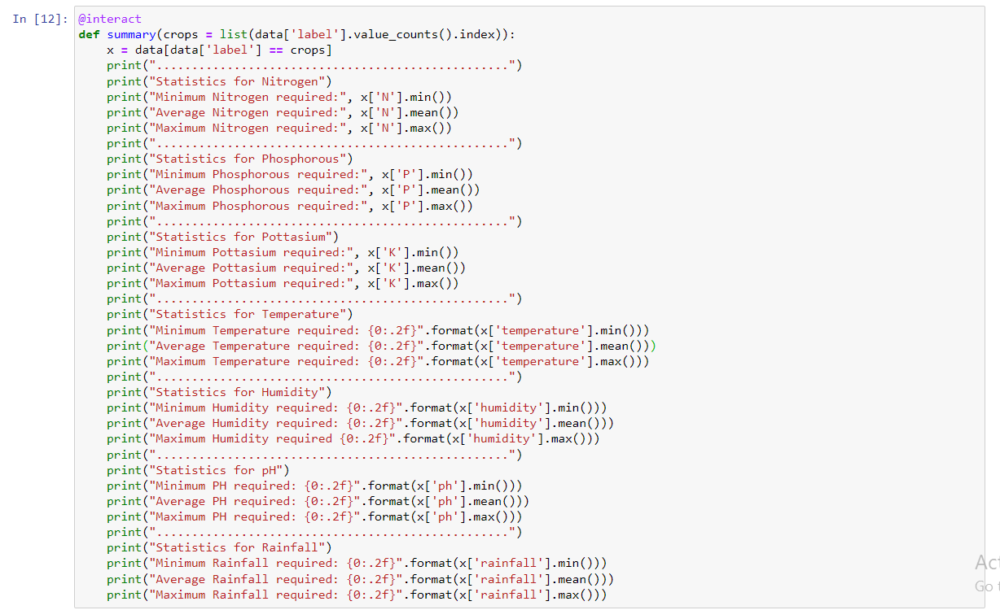 In [12]: @interact
def summary(crops = list(data['label'].value_counts().index)):
    x = data[data['label'] == crops]
    print("..................................................")
    print("Statistics for Nitrogen")
    print("Minimum Nitrogen required:", x['N'].min())
    print("Average Nitrogen required:", x['N'].mean())
    print("Maximum Nitrogen required:", x['N'].max())
    print("..................................................")
    print("Statistics for Phosphorous")
    print("Minimum Phosphorous required:", x['P'].min())
    print("Average Phosphorous required:", x['P'].mean())
    print("Maximum Phosphorous required:", x['P'].max())
    print("..................................................")
    print("Statistics for Pottasium")
    print("Minimum Pottasium required:", x['K'].min())
    print("Average Pottasium required:", x['K'].mean())
    print("Maximum Pottasium required:", x['K'].max())
    print("..................................................")
    print("Statistics for Temperature")
    print("Minimum Temperature required: {0:.2f}".format(x['temperature'].min()))
    print("Average Temperature required: {0:.2f}".format(x['temperature'].mean()))
    print("Maximum Temperature required: {0:.2f}".format(x['temperature'].max()))
    print("..................................................")
    print("Statistics for Humidity")
    print("Minimum Humidity required: {0:.2f}".format(x['humidity'].min()))
    print("Average Humidity required: {0:.2f}".format(x['humidity'].mean()))
    print("Maximum Humidity required {0:.2f}".format(x['humidity'].max()))
    print("..................................................")
    print("Statistics for pH")
    print("Minimum PH required: {0:.2f}".format(x['ph'].min()))
    print("Average PH required: {0:.2f}".format(x['ph'].mean()))
    print("Maximum PH required: {0:.2f}".format(x['ph'].max()))
    print("..................................................")
    print("Statistics for Rainfall")
    print("Minimum Rainfall required: {0:.2f}".format(x['rainfall'].min()))
    print("Average Rainfall required: {0:.2f}".format(x['rainfall'].mean()))
    print("Maximum Rainfall required: {0:.2f}".format(x['rainfall'].max()))
Go